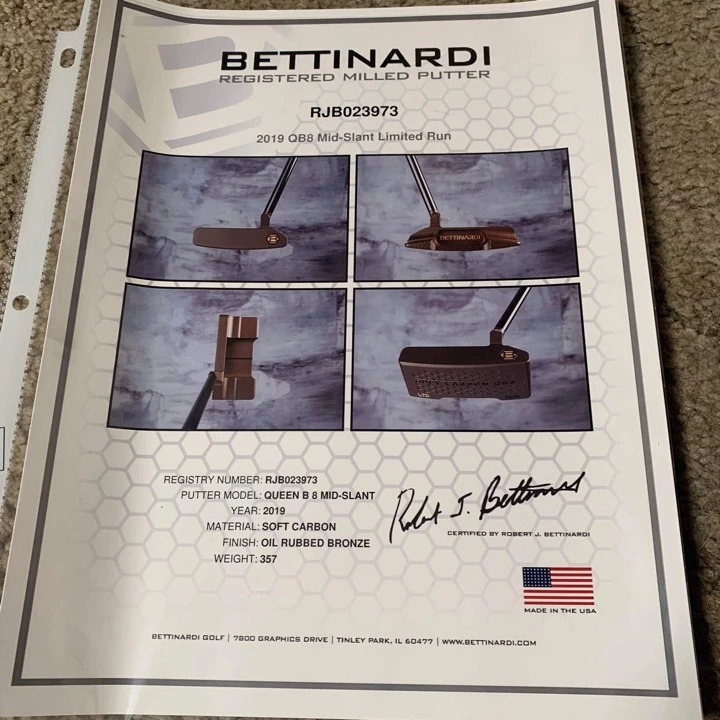 BETTINARDI
REGISTERED MILLED PUTTER
RJB023973
2019 QB8 Mid-Slant Limited Run
BETTINARDI
LTD
REGISTRY NUMBER: RJB023973
PUTTER MODEL: QUEEN B 8 MID-SLANT
YEAR: 2019
MATERIAL: SOFT CARBON
FINISH: OIL RUBBED BRONZE
WEIGHT: 357
Robert J. Bettinardi
CERTIFIED BY ROBERT J. BETTINARDI
MADE IN THE USA
BETTINARDI GOLF | 7800 GRAPHICS DRIVE | TINLEY PARK, IL 60477 | WWW.BETTINARDI.COM